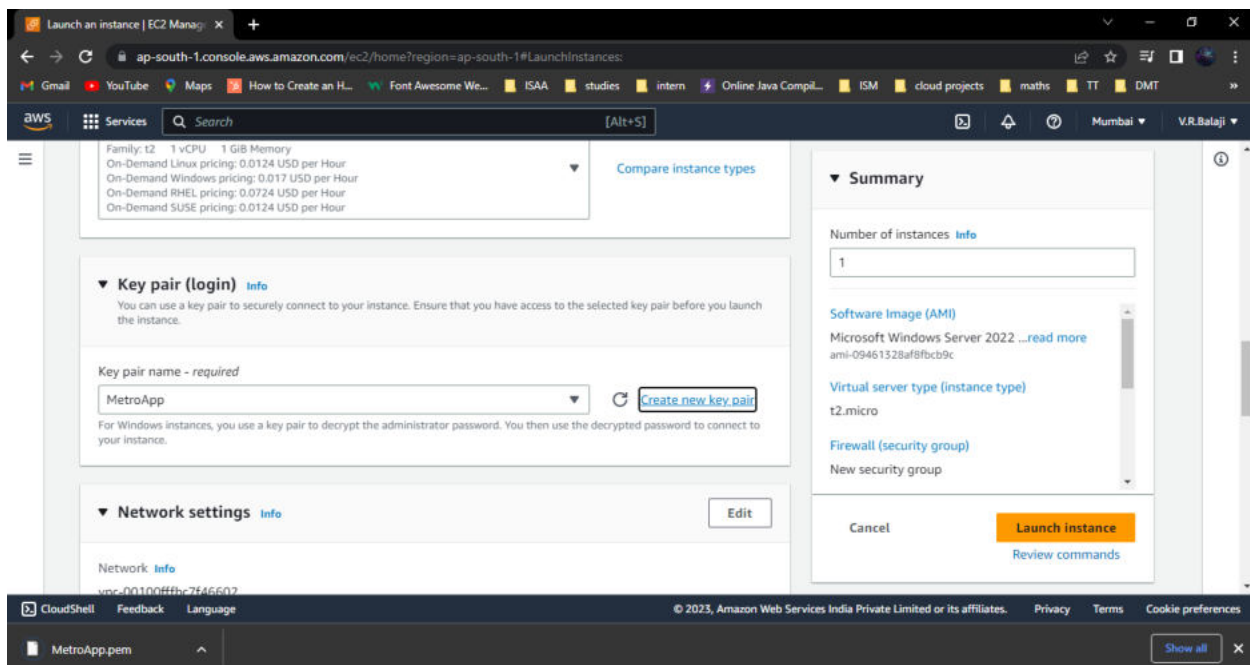 Launch an instance | EC2 Manag
ap-south-1.console.aws.amazon.com/ec2/home?region=ap-south-1#LaunchInstances:
Gmail YouTube Maps How to Create an H... Font Awesome We... ISAA studies intern Online Java Compil... ISM cloud projects maths TT DMT »
aws Services Search [Alt+S] Mumbai V.R.Balaji
Family: t2 1 vCPU 1 GiB Memory
On-Demand Linux pricing: 0.0124 USD per Hour
On-Demand Windows pricing: 0.017 USD per Hour
On-Demand RHEL pricing: 0.0724 USD per Hour
On-Demand SUSE pricing: 0.0124 USD per Hour
Compare instance types
Key pair (login) Info
You can use a key pair to securely connect to your instance. Ensure that you have access to the selected key pair before you launch
the instance.
Key pair name - required
MetroApp
Create new key pair
For Windows instances, you use a key pair to decrypt the administrator password. You then use the decrypted password to connect to
your instance.
Network settings Info
Edit
Network Info
vpc-00100fffbc7f46602
Summary
Number of instances Info
1
Software Image (AMI)
Microsoft Windows Server 2022 ...read more
ami-09461328af8fbcb9c
Virtual server type (instance type)
t2.micro
Firewall (security group)
New security group
Cancel
Launch instance
Review commands
CloudShell Feedback Language © 2023, Amazon Web Services India Private Limited or its affiliates. Privacy Terms Cookie preferences
MetroApp.pem Show all